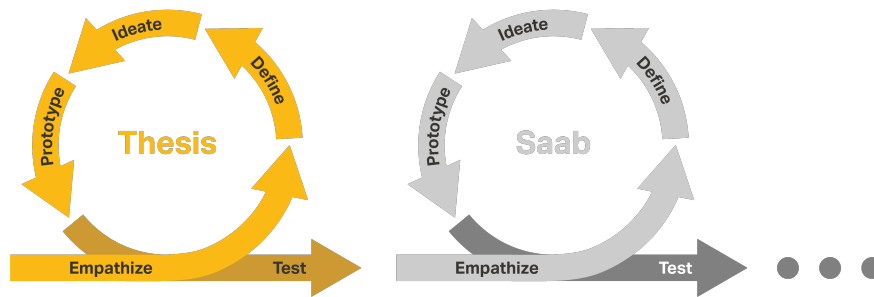 Ideate
Define
Prototype
Thesis
Empathize
Test
Ideate
Define
Prototype
Saab
Empathize
Test